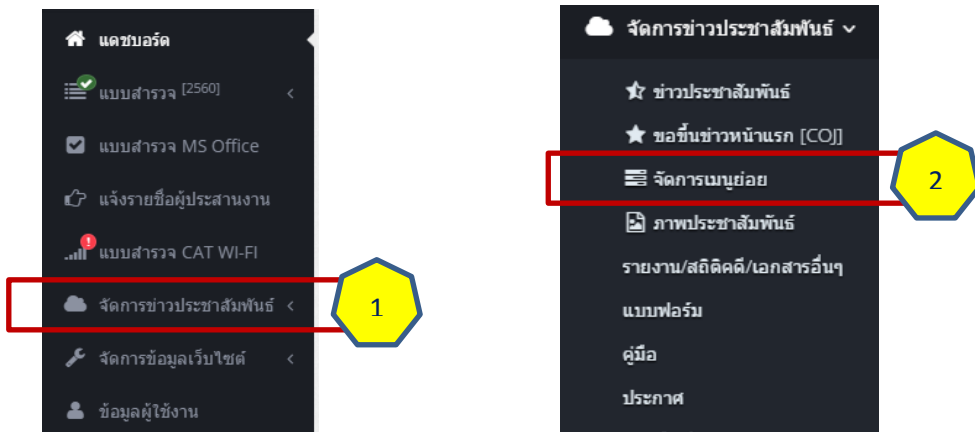 แดชบอร์ด
แบบสำรวจ [2560]
แบบสำรวจ MS Office
แจ้งรายชื่อผู้ประสานงาน
แบบสำรวจ CAT WI-FI
จัดการข่าวประชาสัมพันธ์
1
จัดการข้อมูลเว็บไซต์
ข้อมูลผู้ใช้งาน
จัดการข่าวประชาสัมพันธ์
ข่าวประชาสัมพันธ์
ขอขึ้นข่าวหน้าแรก [COJ]
จัดการเมนูย่อย
2
ภาพประชาสัมพันธ์
รายงาน/สถิติคดี/เอกสารอื่นๆ
แบบฟอร์ม
คู่มือ
ประกาศ